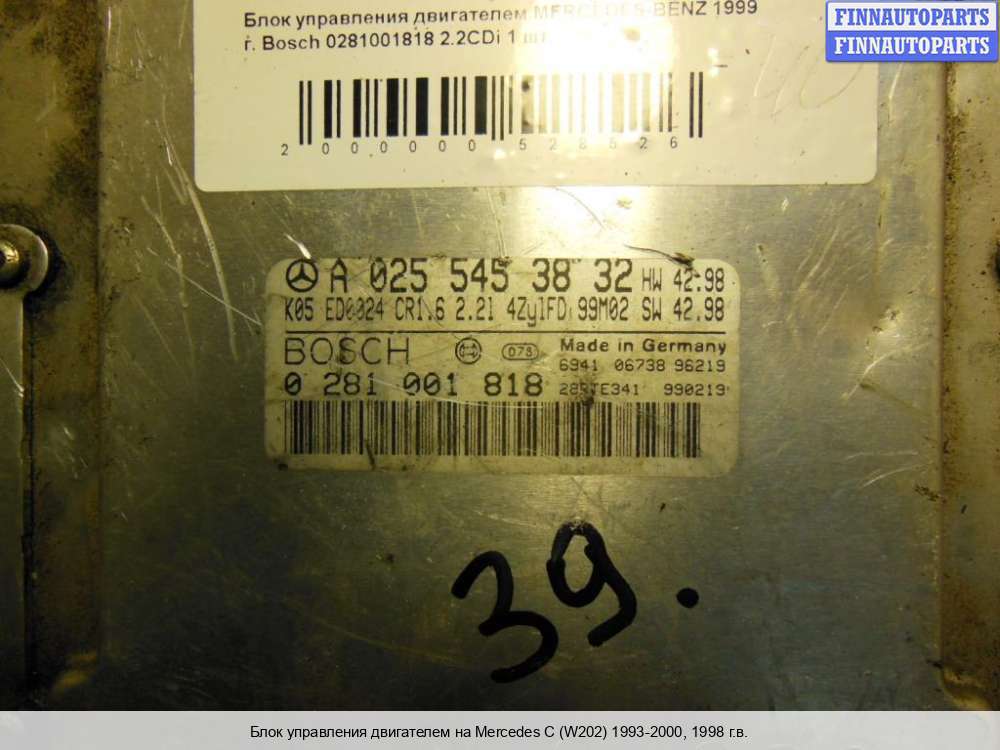 Блок управления двигателем MERCEDES-BENZ 1999
г. Bosch 0281001818 2.2CDi 1
FINNAUTOPARTS
FINNAUTOPARTS
2 000000 528526
A 025 545 38 32 HW 42.98
K05 ED0024 CR1.6 2.2l 4ZylFD 99M02 SW 42.98
BOSCH 073 Made in Germany
6941 06738 96219
0 281 001 818 990219
39.
Блок управления двигателем на Mercedes C (W202) 1993-2000, 1998 г.в.